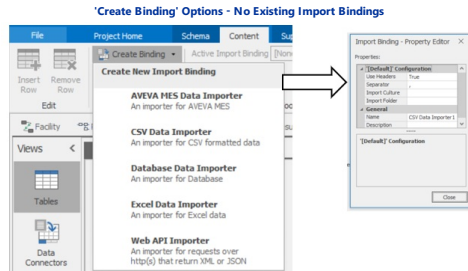 'Create Binding' Options - No Existing Import Bindings
File
Project Home
Schema
Content
Create Binding
Active Import Binding
Insert Row
Remove Row
Edit
Create New Import Binding
AVEVA MES Data Importer
An importer for AVEVA MES
CSV Data Importer
An importer for CSV formatted data
Database Data Importer
An importer for Database
Excel Data Importer
An importer for Excel data
Web API Importer
An importer for requests over
http(s) that return XML or JSON
Facility
Views
Tables
Data
Connectors
Import Binding - Property Editor
Properties:
'[Default]' Configuration
Use Headers True
Separator ,
Import Culture
Import Folder
General
Name CSV Data Importer1
Description
'[Default]' Configuration
Close